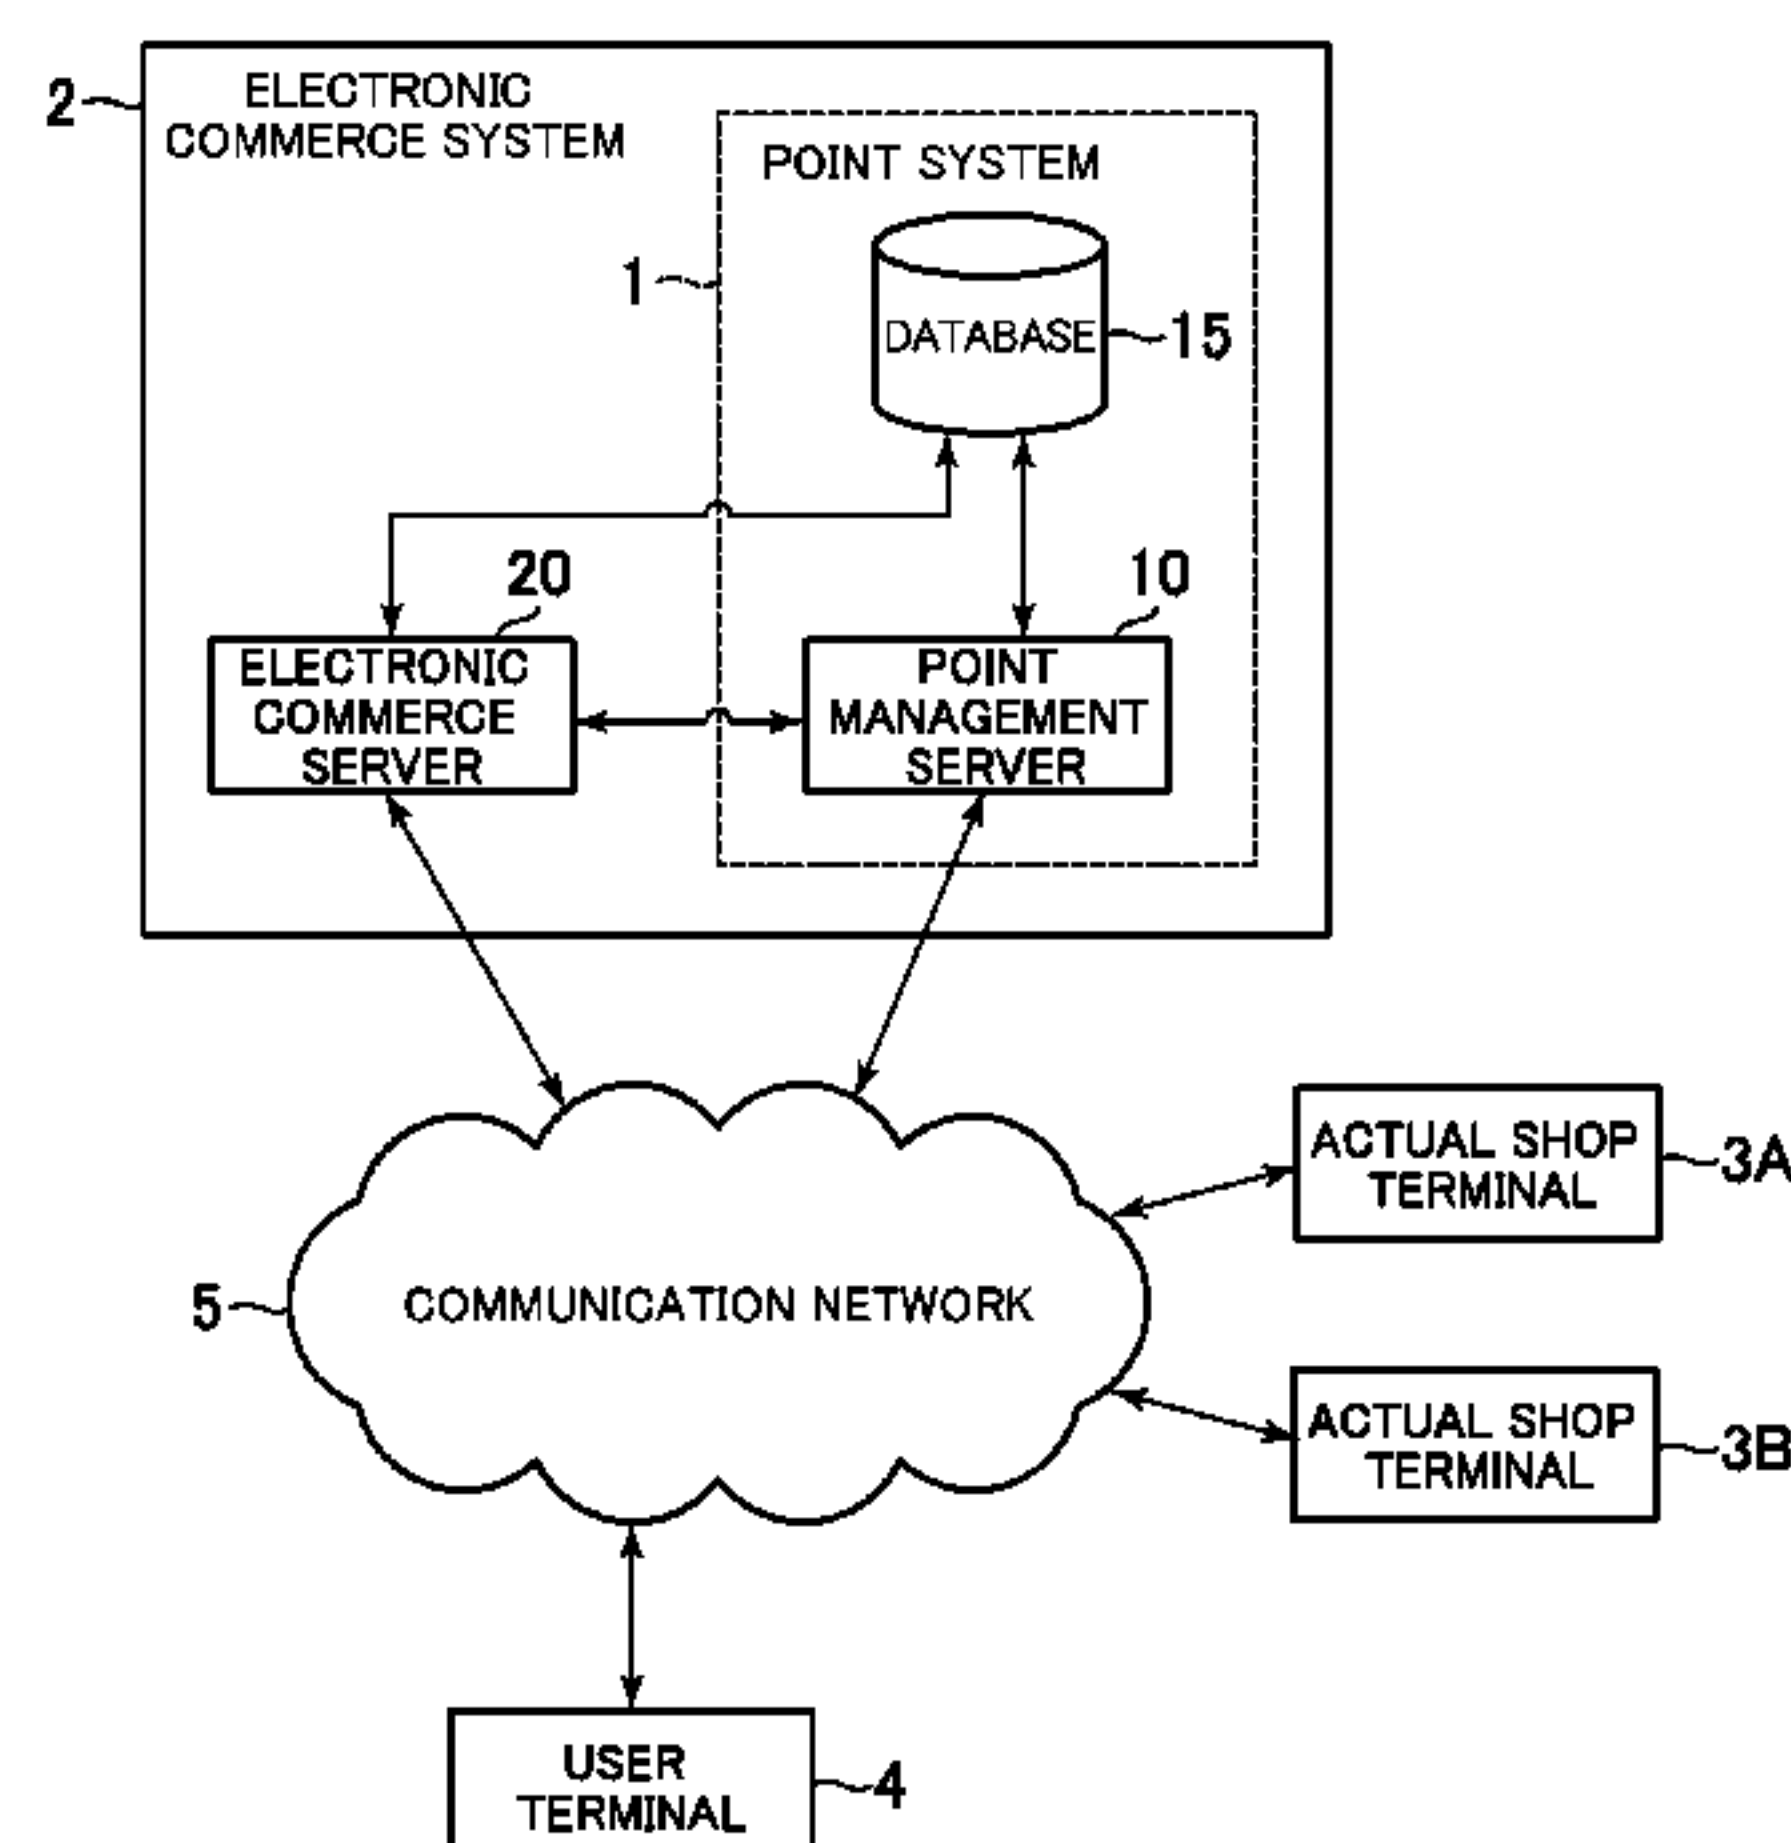 2
ELECTRONIC
COMMERCE SYSTEM
POINT SYSTEM
1
DATABASE
15
20
10
ELECTRONIC
COMMERCE
SERVER
POINT
MANAGEMENT
SERVER
ACTUAL SHOP
TERMINAL
3A
5
COMMUNICATION NETWORK
ACTUAL SHOP
TERMINAL
3B
USER
TERMINAL
4